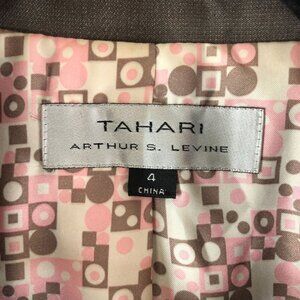 TAHARI
ARTHUR S. LEVINE
4
CHINA